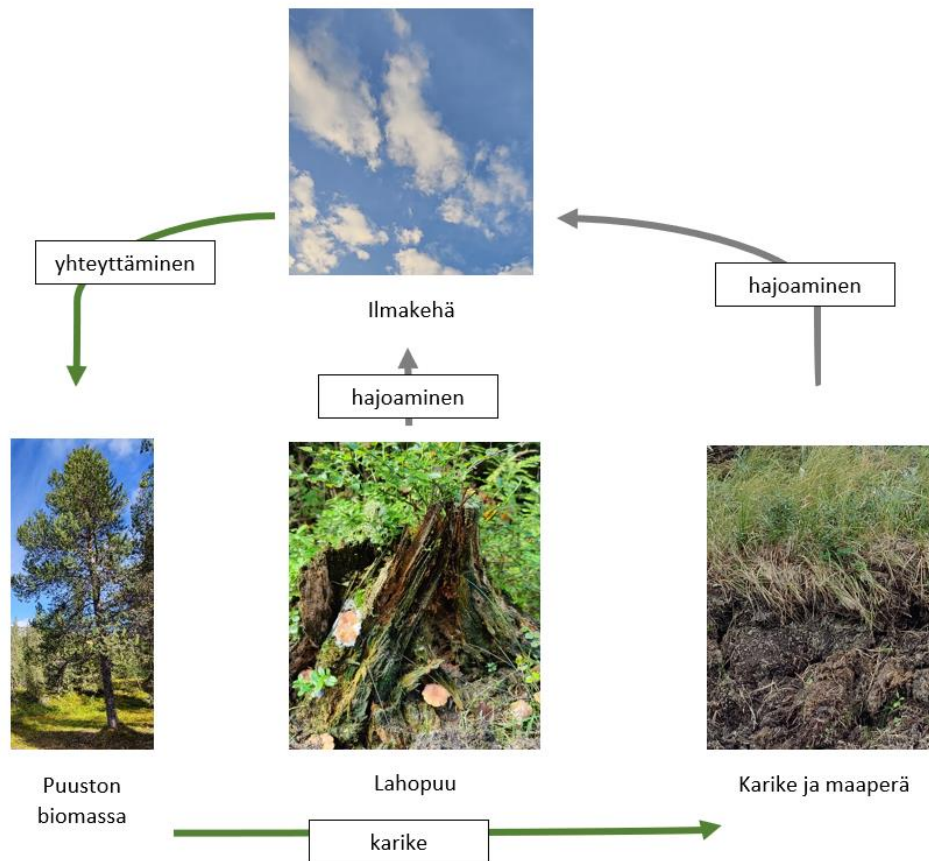 yhteyttäminen
hajoaminen
Ilmakehä
hajoaminen
Puuston
biomassa
Lahopuu
Karike ja maaperä
karike